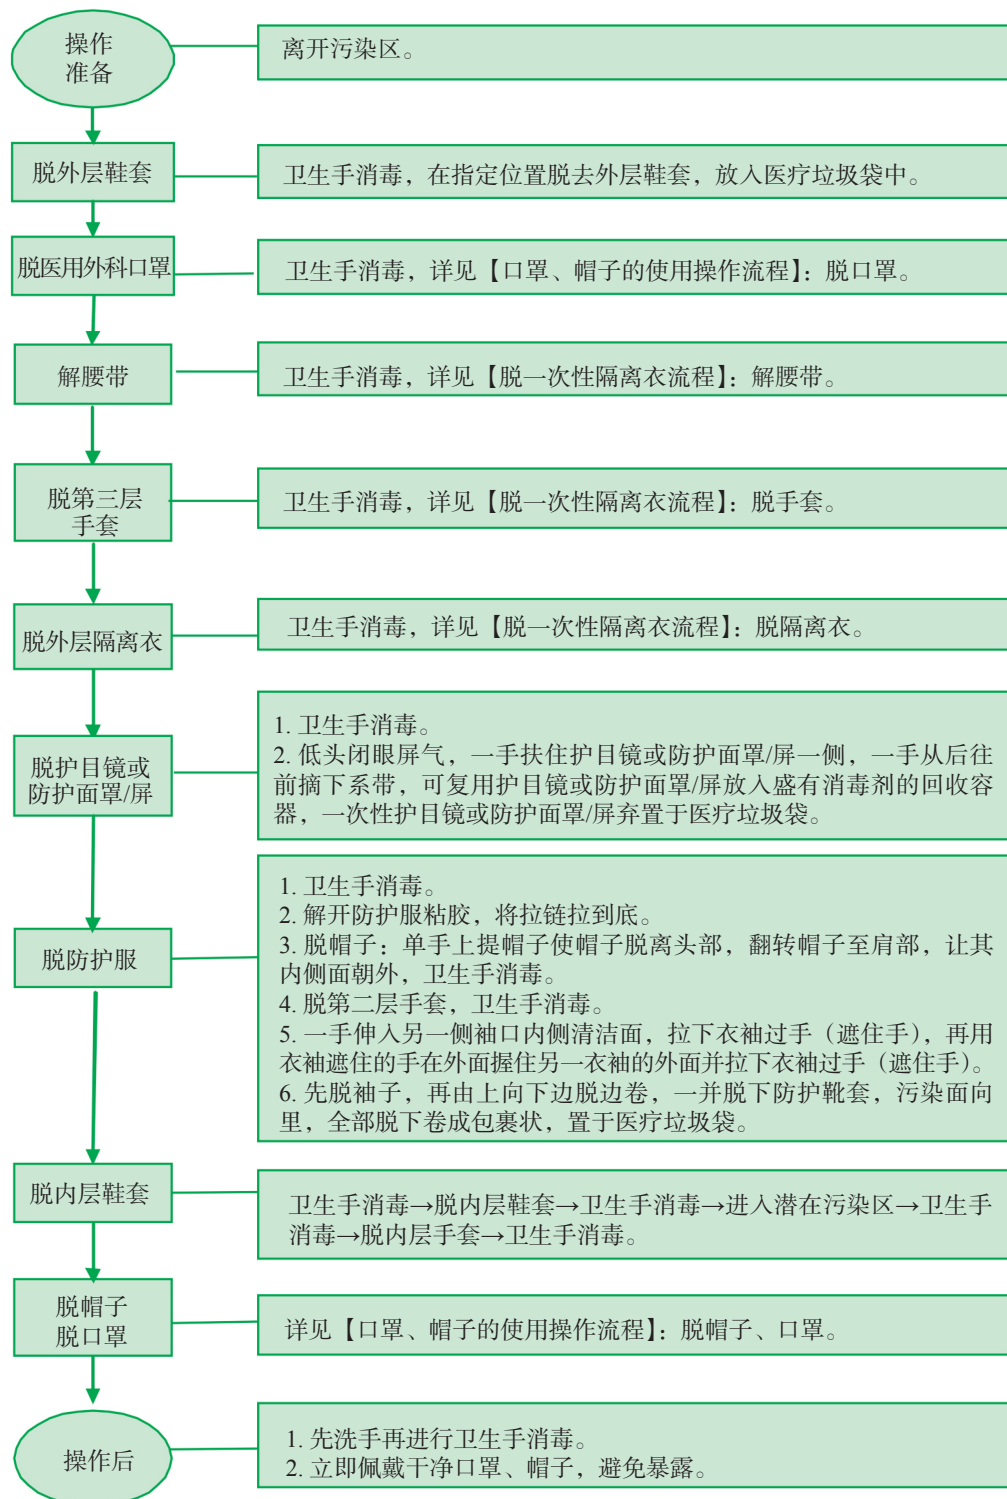 操作
准备
离开污染区。
脱外层鞋套
卫生手消毒，在指定位置脱去外层鞋套，放入医疗垃圾袋中。
脱医用外科口罩
卫生手消毒，详见【口罩、帽子的使用操作流程】：脱口罩。
解腰带
卫生手消毒，详见【脱一次性隔离衣流程】：解腰带。
脱第三层
手套
卫生手消毒，详见【脱一次性隔离衣流程】：脱手套。
脱外层隔离衣
卫生手消毒，详见【脱一次性隔离衣流程】：脱隔离衣。
脱护目镜或
防护面罩/屏
1. 卫生手消毒。
2. 低头闭眼屏气，一手扶住护目镜或防护面罩/屏一侧，一手从后往
前摘下系带，可复用护目镜或防护面罩/屏放入盛有消毒剂的回收容
器，一次性护目镜或防护面罩/屏弃置于医疗垃圾袋。
脱防护服
1. 卫生手消毒。
2. 解开防护服粘胶，将拉链拉到底。
3. 脱帽子：单手上提帽子使帽子脱离头部，翻转帽子至肩部，让其
内侧面朝外，卫生手消毒。
4. 脱第二层手套，卫生手消毒。
5. 一手伸入另一侧袖口内侧清洁面，拉下衣袖过手（遮住手），再用
衣袖遮住的手在外面握住另一衣袖的外面并拉下衣袖过手（遮住手）。
6. 先脱袖子，再由上向下边脱边卷，一并脱下防护靴套，污染面向
里，全部脱下卷成包裹状，置于医疗垃圾袋。
脱内层鞋套
卫生手消毒→脱内层鞋套→卫生手消毒→进入潜在污染区→卫生手
消毒→脱内层手套→卫生手消毒。
脱帽子
脱口罩
详见【口罩、帽子的使用操作流程】：脱帽子、口罩。
操作后
1. 先洗手再进行卫生手消毒。
2. 立即佩戴干净口罩、帽子，避免暴露。